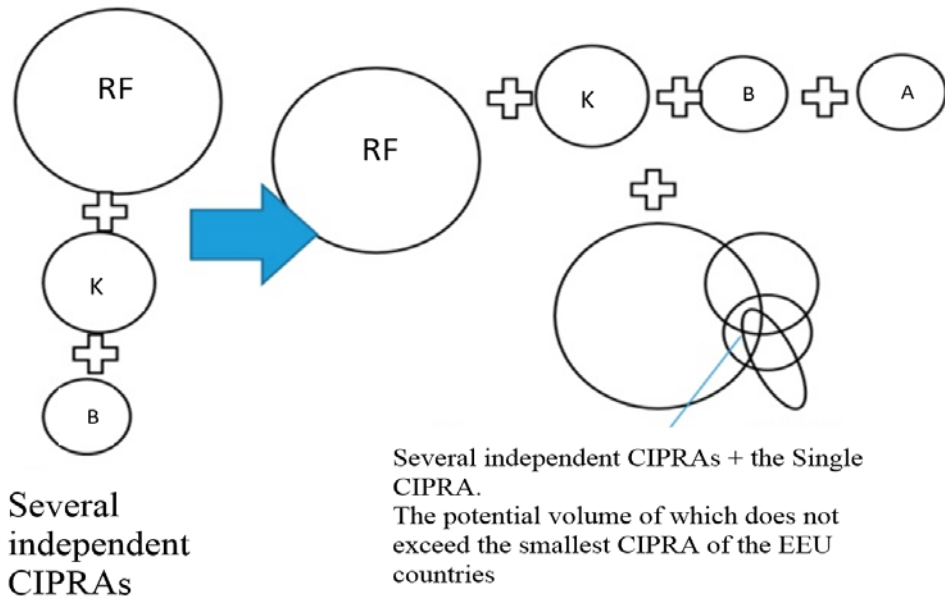 RF
K
B
Several
independent
CIPRAs
RF
K
B
A
Several independent CIPRAs + the Single
CIPRA.
The potential volume of which does not
exceed the smallest CIPRA of the EEU
countries